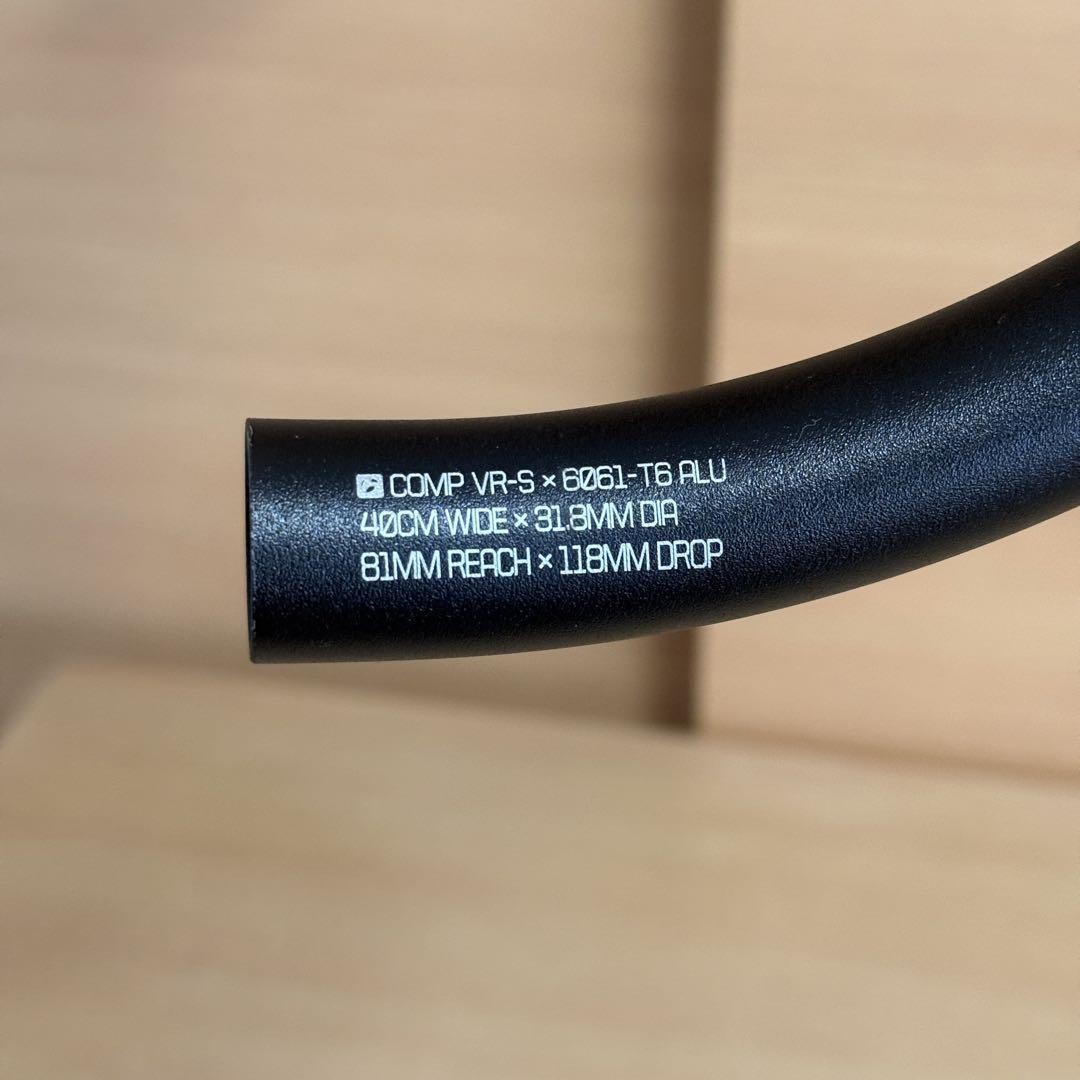 COMP VR-S × 6061-T6 ALU
40CM WIDE × 31.8MM DIA
81MM REACH × 118MM DROP